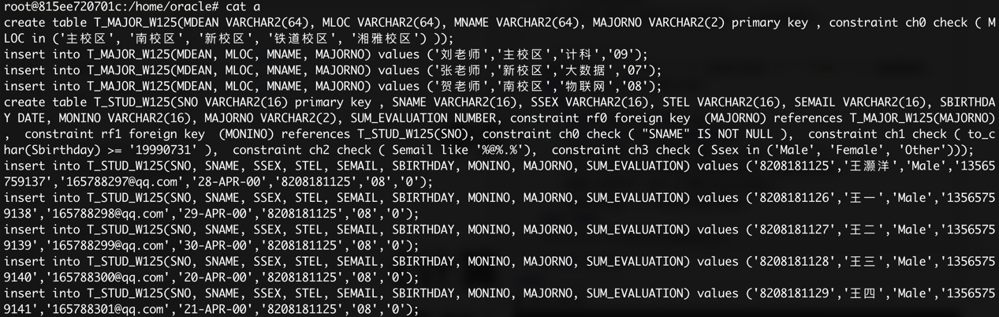 root@815ee720701c:/home/oracle# cat a
create table T_MAJOR_W125(MDEAN VARCHAR2(64), MLOC VARCHAR2(64), MNAME VARCHAR2(64), MAJORNO VARCHAR2(2) primary key , constraint ch0 check ( M
LOC in ('主校区', '南校区', '新校区', '铁道校区', '湘雅校区') ));
insert into T_MAJOR_W125(MDEAN, MLOC, MNAME, MAJORNO) values ('刘老师','主校区','计科','09');
insert into T_MAJOR_W125(MDEAN, MLOC, MNAME, MAJORNO) values ('张老师','新校区','大数据','07');
insert into T_MAJOR_W125(MDEAN, MLOC, MNAME, MAJORNO) values ('贺老师','南校区','物联网','08');
create table T_STUD_W125(SNO VARCHAR2(16) primary key , SNAME VARCHAR2(16), SSEX VARCHAR2(16), STEL VARCHAR2(16), SEMAIL VARCHAR2(16), SBIRTHDA
Y DATE, MONINO VARCHAR2(16), MAJORNO VARCHAR2(2), SUM_EVALUATION NUMBER, constraint rf0 foreign key  (MAJORNO) references T_MAJOR_W125(MAJORNO)
,  constraint rf1 foreign key  (MONINO) references T_STUD_W125(SNO), constraint ch0 check ( "SNAME" IS NOT NULL ),  constraint ch1 check ( to_c
har(Sbirthday) >= '19990731' ),  constraint ch2 check ( Semail like '%@%.%'),  constraint ch3 check ( Ssex in ('Male', 'Female', 'Other')));
insert into T_STUD_W125(SNO, SNAME, SSEX, STEL, SEMAIL, SBIRTHDAY, MONINO, MAJORNO, SUM_EVALUATION) values ('8208181125','王灏洋','Male','13565
759137','165788297@qq.com','28-APR-00','8208181125','08','0');
insert into T_STUD_W125(SNO, SNAME, SSEX, STEL, SEMAIL, SBIRTHDAY, MONINO, MAJORNO, SUM_EVALUATION) values ('8208181126','王一','Male','1356575
9138','165788298@qq.com','29-APR-00','8208181125','08','0');
insert into T_STUD_W125(SNO, SNAME, SSEX, STEL, SEMAIL, SBIRTHDAY, MONINO, MAJORNO, SUM_EVALUATION) values ('8208181127','王二','Male','1356575
9139','165788299@qq.com','30-APR-00','8208181125','08','0');
insert into T_STUD_W125(SNO, SNAME, SSEX, STEL, SEMAIL, SBIRTHDAY, MONINO, MAJORNO, SUM_EVALUATION) values ('8208181128','王三','Male','1356575
9140','165788300@qq.com','20-APR-00','8208181125','08','0');
insert into T_STUD_W125(SNO, SNAME, SSEX, STEL, SEMAIL, SBIRTHDAY, MONINO, MAJORNO, SUM_EVALUATION) values ('8208181129','王四','Male','1356575
9141','165788301@qq.com','21-APR-00','8208181125','08','0');